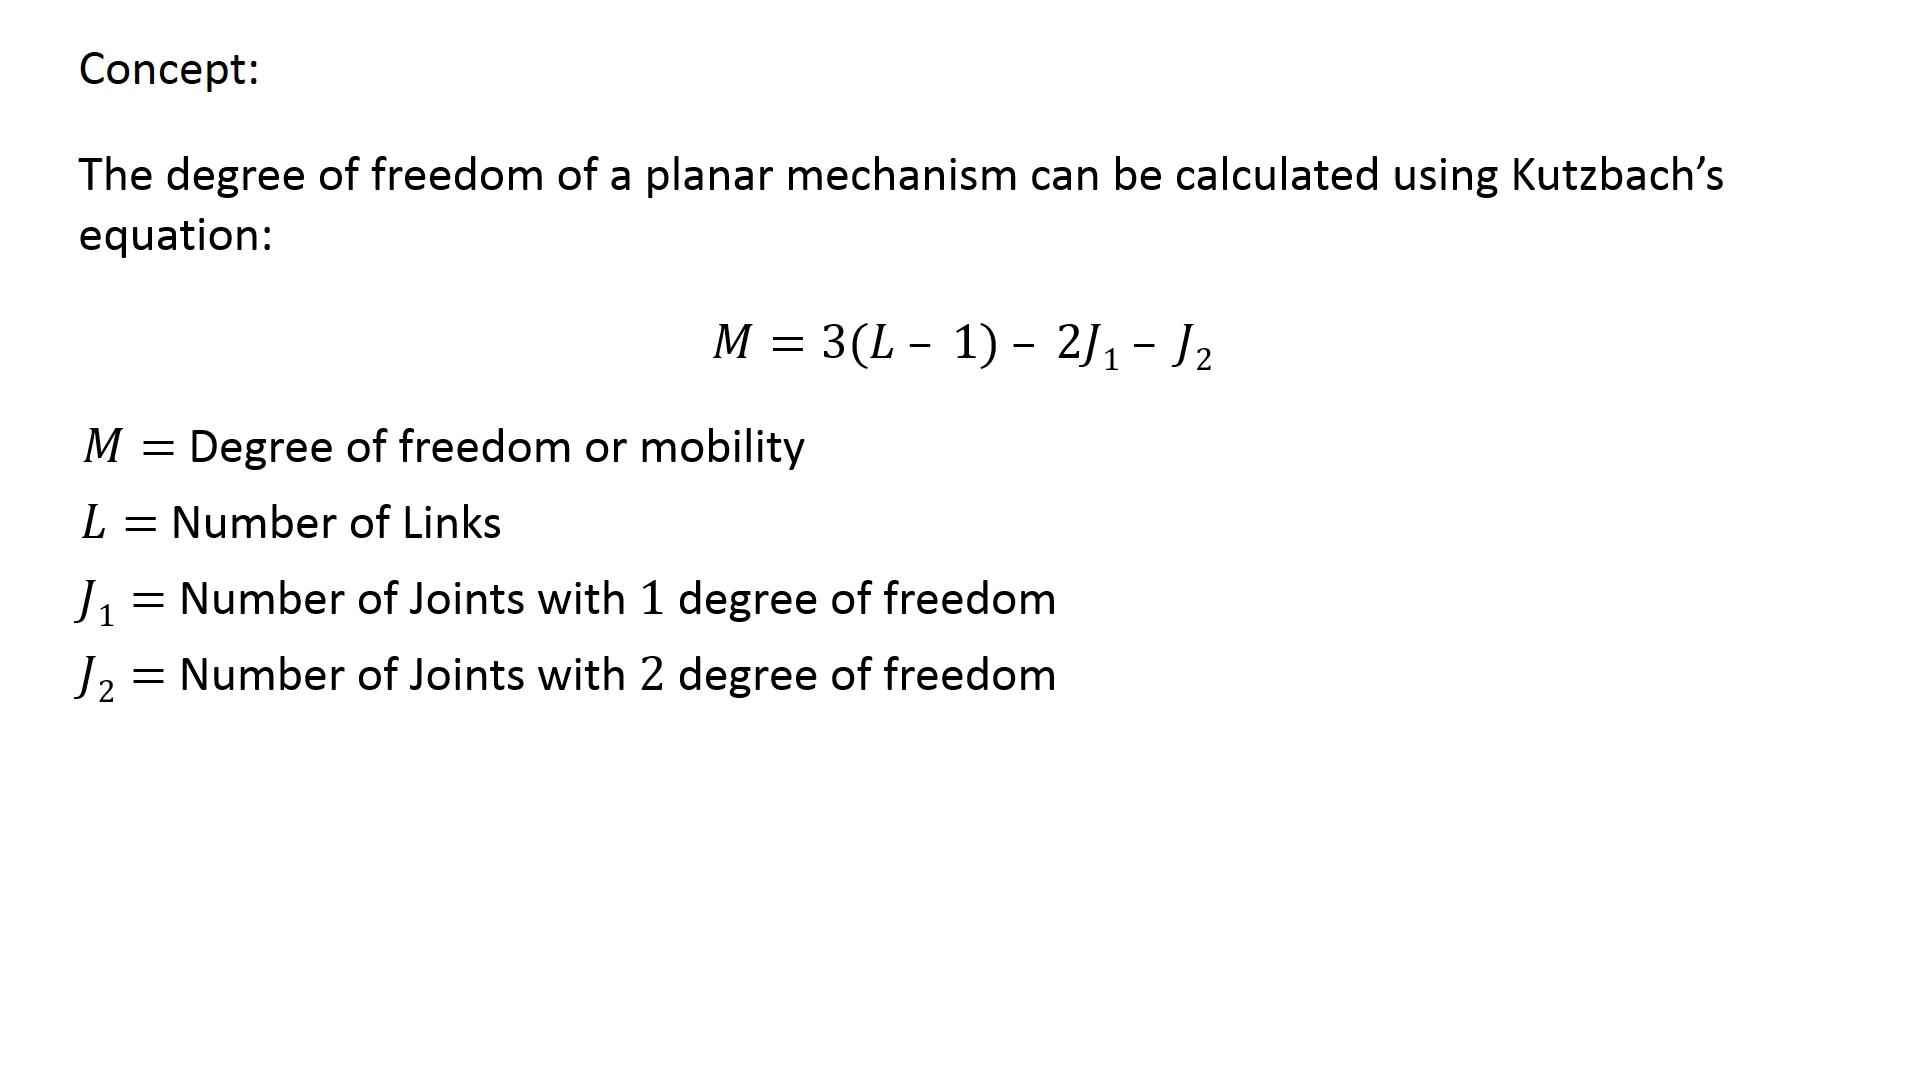 Concept:
The degree of freedom of a planar mechanism can be calculated using Kutzbach’s
equation:
M = 3(L – 1) – 2J₁ – J₂
M = Degree of freedom or mobility
L = Number of Links
J₁ = Number of Joints with 1 degree of freedom
J₂ = Number of Joints with 2 degree of freedom